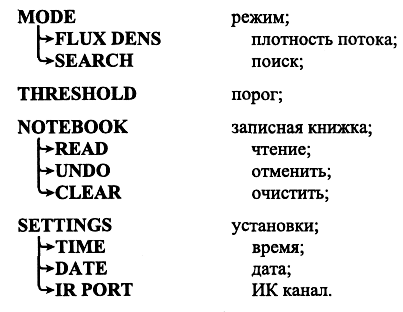 MODE режим;
FLUX DENS плотность потока;
SEARCH поиск;
THRESHOLD порог;
NOTEBOOK записная книжка;
READ чтение;
UNDO отменить;
CLEAR очистить;
SETTINGS установки;
TIME время;
DATE дата;
IR PORT ИК канал.